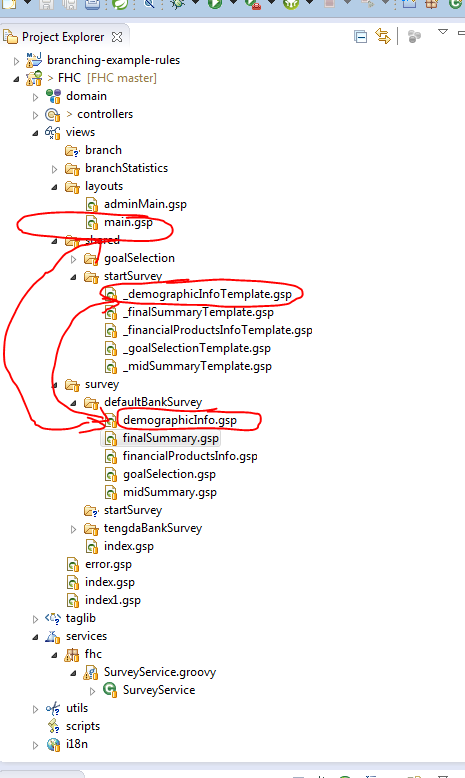 Project Explorer
branching-example-rules
> FHC [FHC master]
domain
> controllers
views
branch
branchStatistics
layouts
adminMain.gsp
main.gsp
shared
goalSelection
startSurvey
_demographicInfoTemplate.gsp
_finalSummaryTemplate.gsp
_financialProductsInfoTemplate.gsp
_goalSelectionTemplate.gsp
_midSummaryTemplate.gsp
survey
defaultBankSurvey
demographicInfo.gsp
finalSummary.gsp
financialProductsInfo.gsp
goalSelection.gsp
midSummary.gsp
startSurvey
tengdaBankSurvey
index.gsp
error.gsp
index.gsp
index1.gsp
taglib
services
fhc
SurveyService.groovy
SurveyService
utils
scripts
i18n